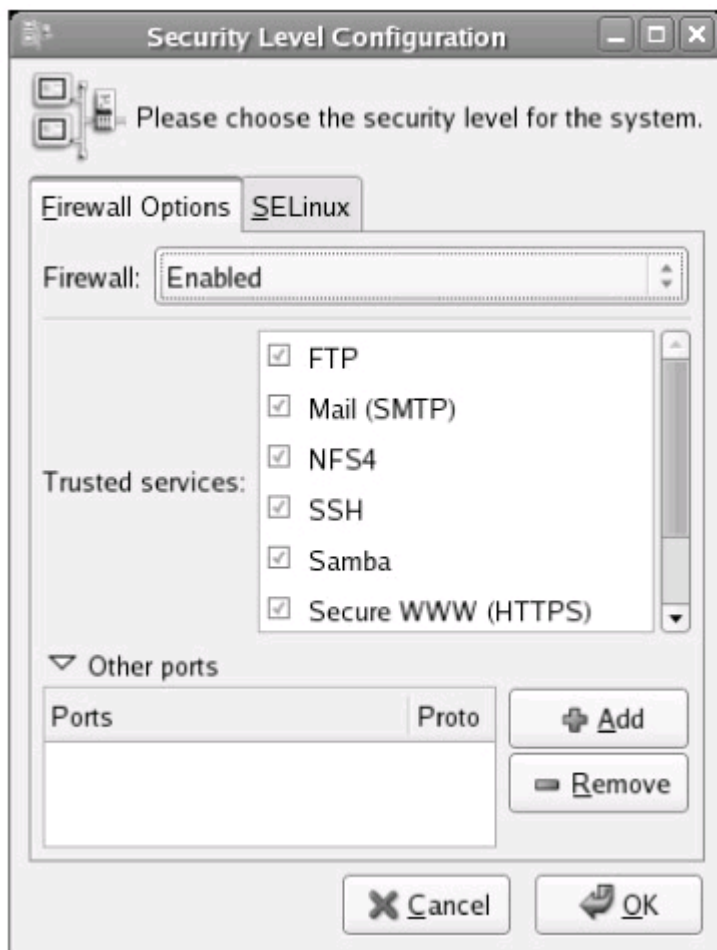 Security Level Configuration
Please choose the security level for the system.
Firewall Options
SELinux
Firewall: Enabled
Trusted services:
FTP
Mail (SMTP)
NFS4
SSH
Samba
Secure WWW (HTTPS)
Other ports
Ports Proto
Add
Remove
Cancel
OK